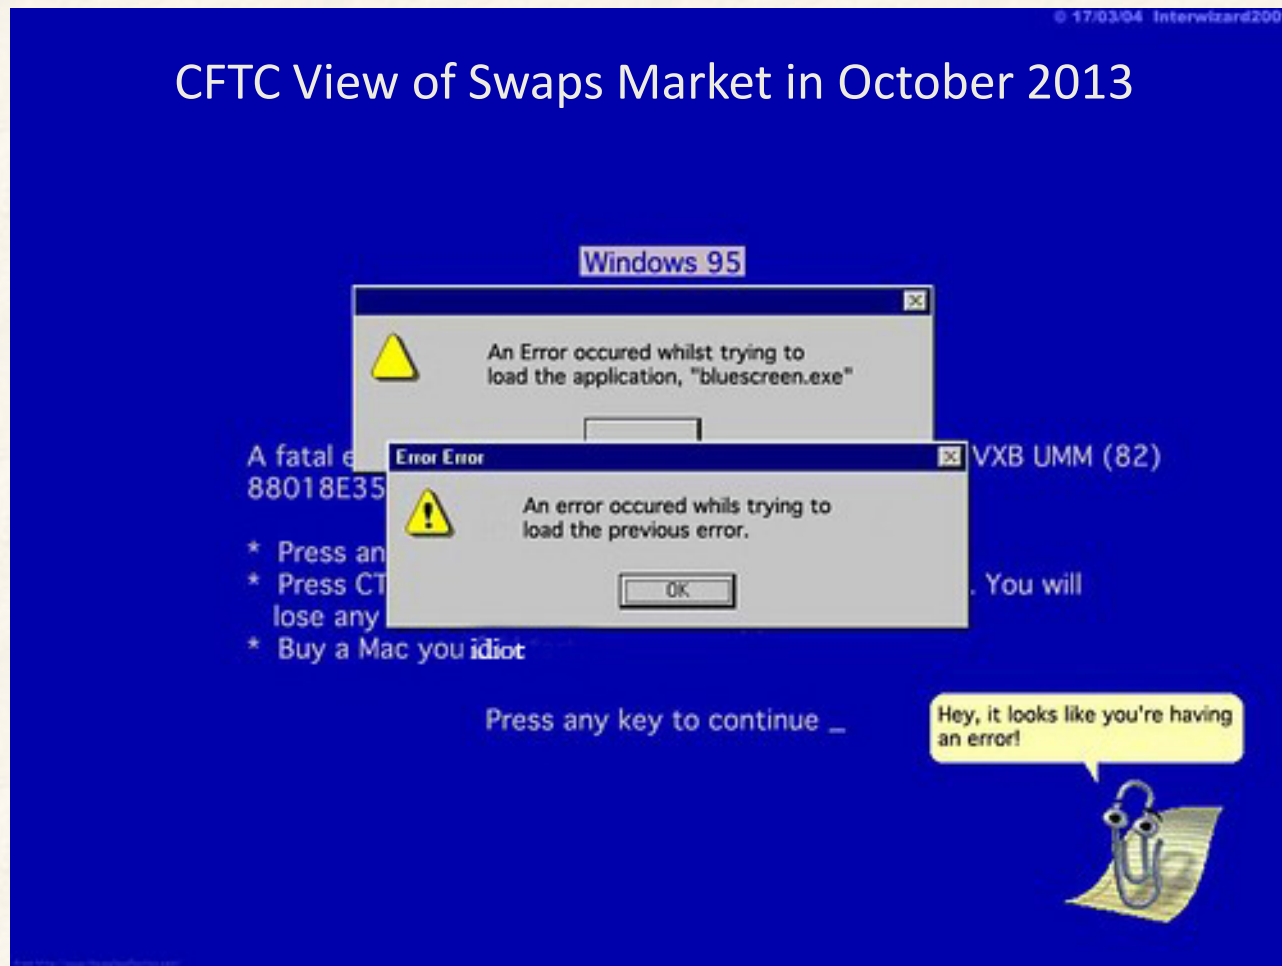 © 17/03/04 Interwizard200
CFTC View of Swaps Market in October 2013
Windows 95
An Error occured whilst trying to
load the application, "bluescreen.exe"
A fatal e
VXB UMM (82)
88018E35
Error Error
An error occured whils trying to
load the previous error.
OK
* Press an
* Press CT
. You will
lose any
* Buy a Mac you idiot
Press any key to continue _
Hey, it looks like you're having
an error!